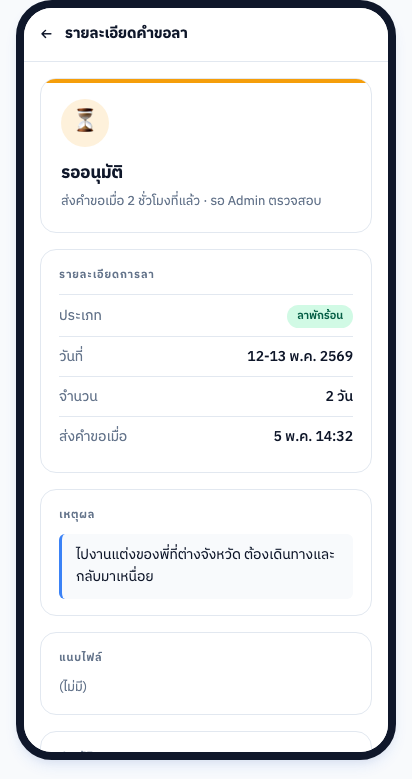 ← รายละเอียดคำขอลา
รออนุมัติ
ส่งคำขอเมื่อ 2 ชั่วโมงที่แล้ว · รอ Admin ตรวจสอบ
รายละเอียดการลา
ประเภท ลาพักร้อน
วันที่ 12-13 พ.ค. 2569
จำนวน 2 วัน
ส่งคำขอเมื่อ 5 พ.ค. 14:32
เหตุผล
ไปงานแต่งของพี่ที่ต่างจังหวัด ต้องเดินทางและ
กลับมาเหนื่อย
แนบไฟล์
(ไม่มี)